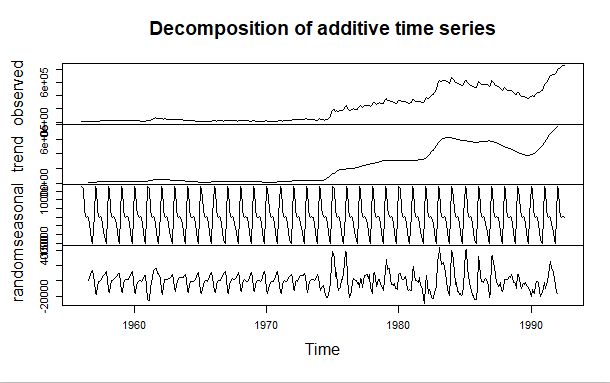 Decomposition of additive time series
observed
6e+05
trend
6e+05
seasonal
random
-20000
1960
1970
1980
1990
Time